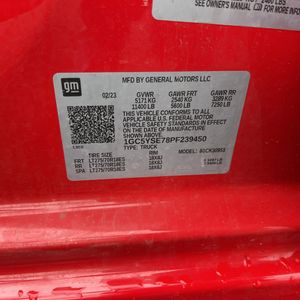 SEE OWNER'S MANUAL
FOR MORE INFORMATION
gm
MFD BY GENERAL MOTORS LLC
02/23
GVWR
GAWR FRT
GAWR RR
5171 KG
2540 KG
3289 KG
11400 LB
5600 LB
7250 LB
THIS VEHICLE CONFORMS TO ALL
APPLICABLE U.S. FEDERAL MOTOR
VEHICLE SAFETY STANDARDS IN
EFFECT ON THE DATE OF
MANUFACTURE SHOWN ABOVE.
1GC5YSE78PF239450
TYPE: TRUCK
MODEL:
TIRE SIZE
RIM
FRT LT275/70R18ES 18X8J
RR LT275/70R18ES 18X8J
SPA LT275/70R18ES 18X8J